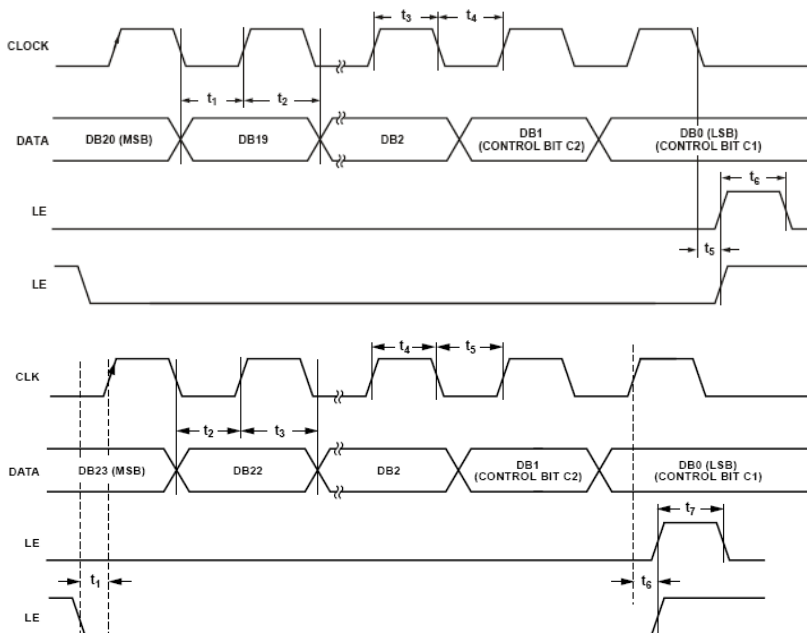 t3 t4
CLOCK
t1 t2
DATA DB20 (MSB) DB19 DB2 DB1 (CONTROL BIT C2) DB0 (LSB) (CONTROL BIT C1)
t6
LE
t5
LE
t4 t5
CLK
t2 t3
DATA DB23 (MSB) DB22 DB2 DB1 (CONTROL BIT C2) DB0 (LSB) (CONTROL BIT C1)
t7
LE
t1 t6
LE